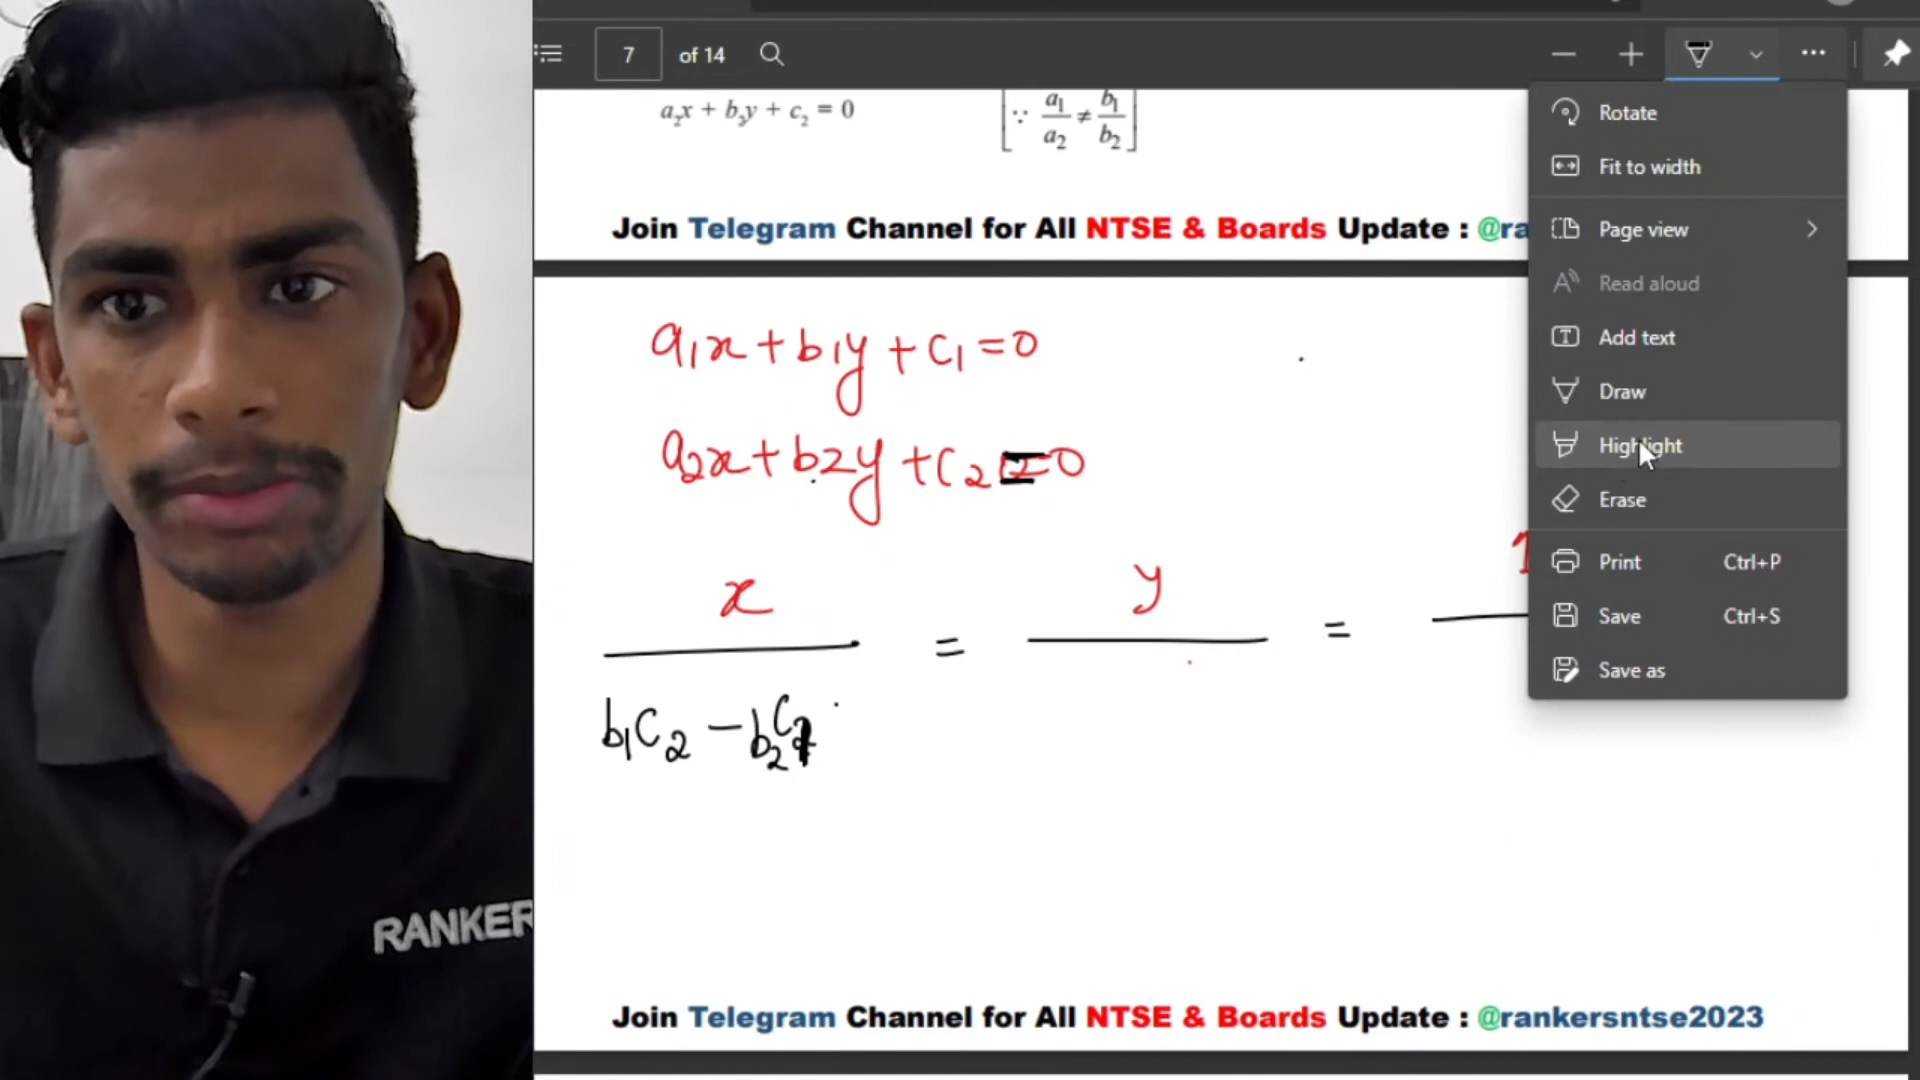 7 of 14
a₂x + b₂y + c₂ = 0
[∵ a₁/a₂ ≠ b₁/b₂]
Join Telegram Channel for All NTSE & Boards Update : @ra
a₁x + b₁y + c₁ = 0
a₂x + b₂y + c₂ = 0
x = y = 1
b₁c₂ − b₂c₁
RANKER
Join Telegram Channel for All NTSE & Boards Update : @rankersntse2023
Rotate
Fit to width
Page view
Read aloud
Add text
Draw
Highlight
Erase
Print Ctrl+P
Save Ctrl+S
Save as